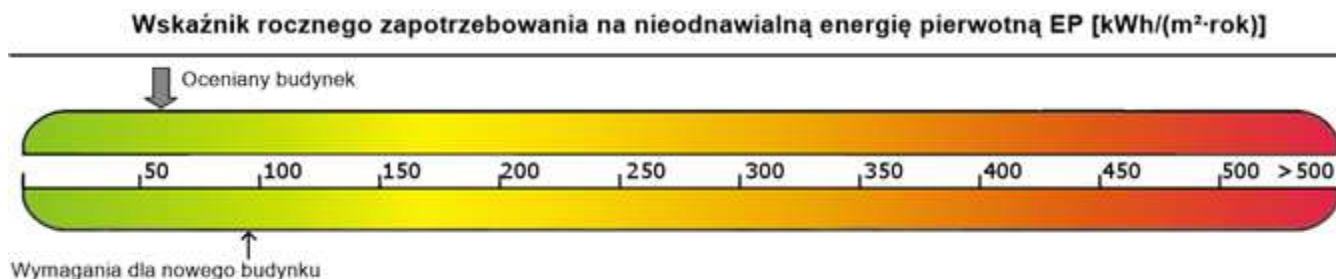 Wskaźnik rocznego zapotrzebowania na nieodnawialną energię pierwotną EP [kWh/(m²·rok)]
Oceniany budynek
50 100 150 200 250 300 350 400 450 500 > 500
Wymagania dla nowego budynku